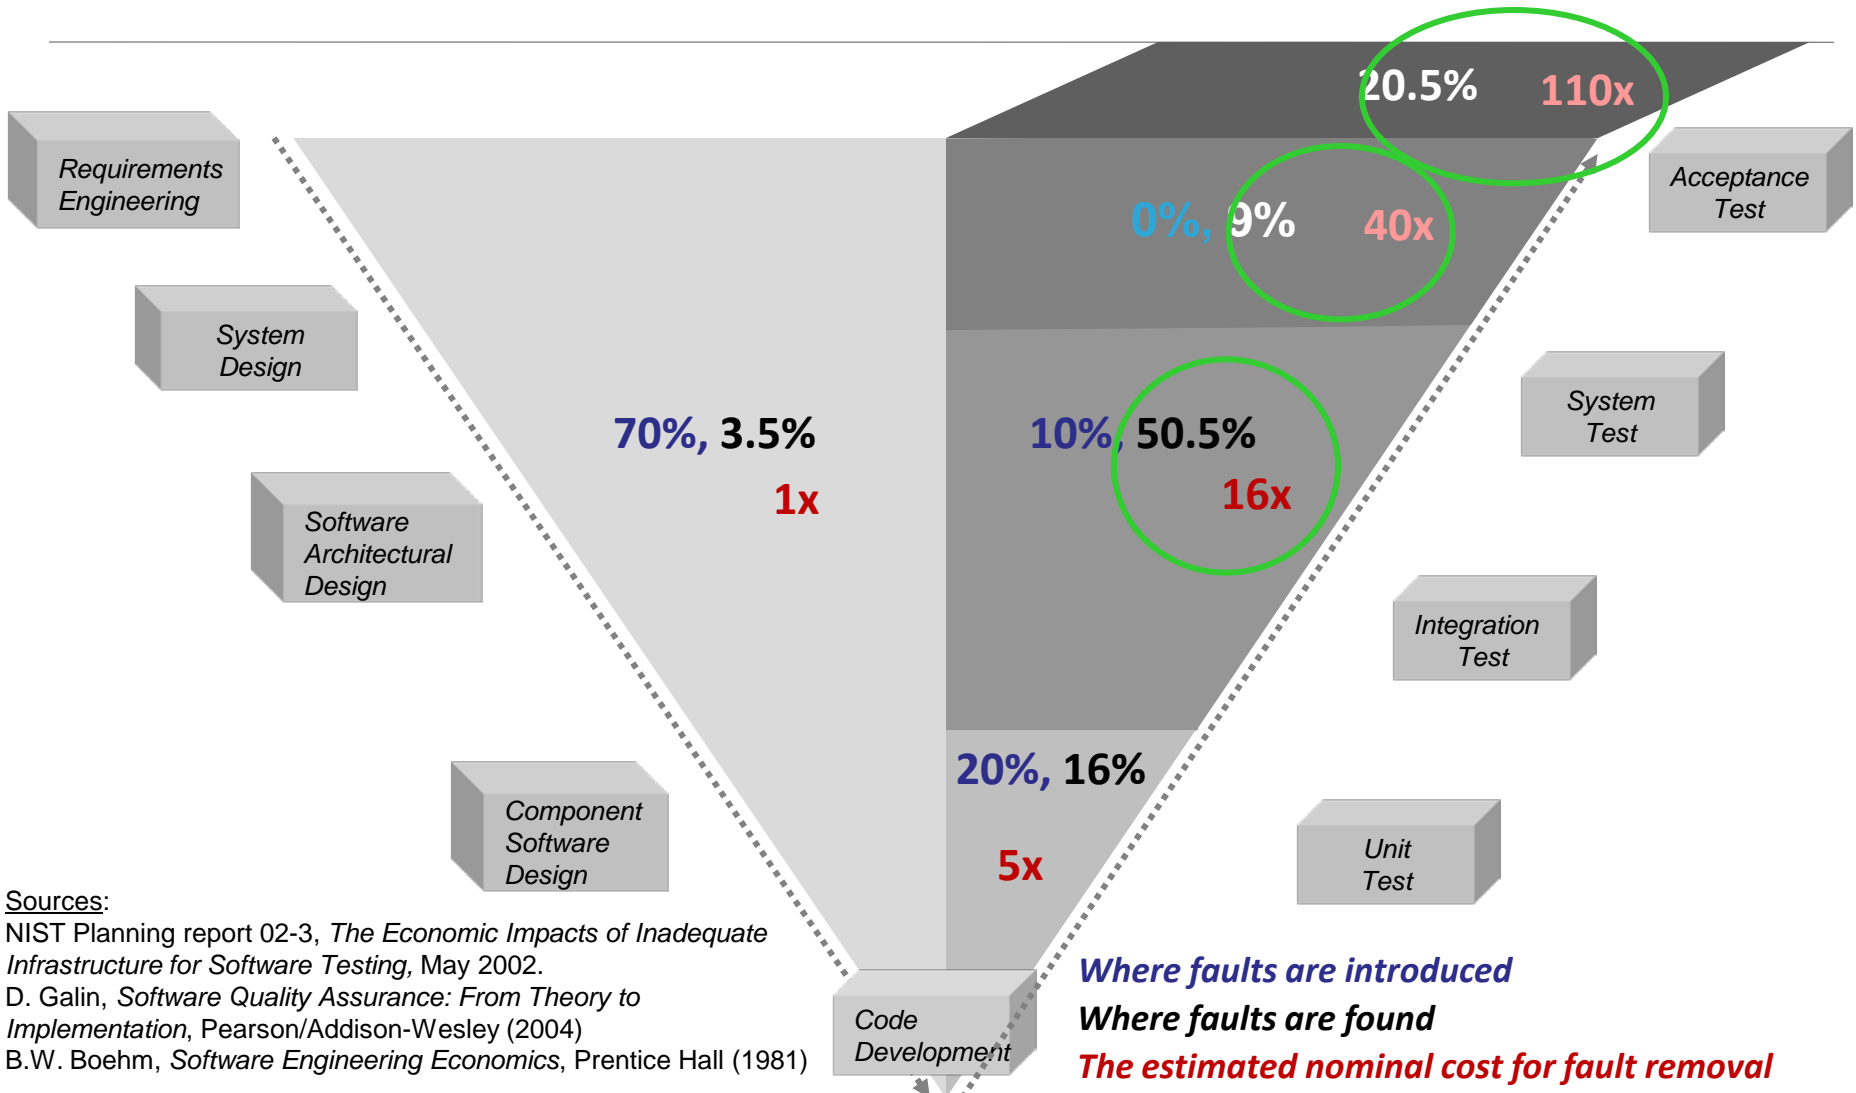 20.5% 110x
Requirements
Engineering
Acceptance
Test
0%, 9% 40x
System
Design
System
Test
70%, 3.5%
1x
10%, 50.5%
16x
Software
Architectural
Design
Integration
Test
20%, 16%
5x
Component
Software
Design
Unit
Test
Sources:
NIST Planning report 02-3, The Economic Impacts of Inadequate
Infrastructure for Software Testing, May 2002.
D. Galin, Software Quality Assurance: From Theory to
Implementation, Pearson/Addison-Wesley (2004)
B.W. Boehm, Software Engineering Economics, Prentice Hall (1981)
Code
Development
Where faults are introduced
Where faults are found
The estimated nominal cost for fault removal